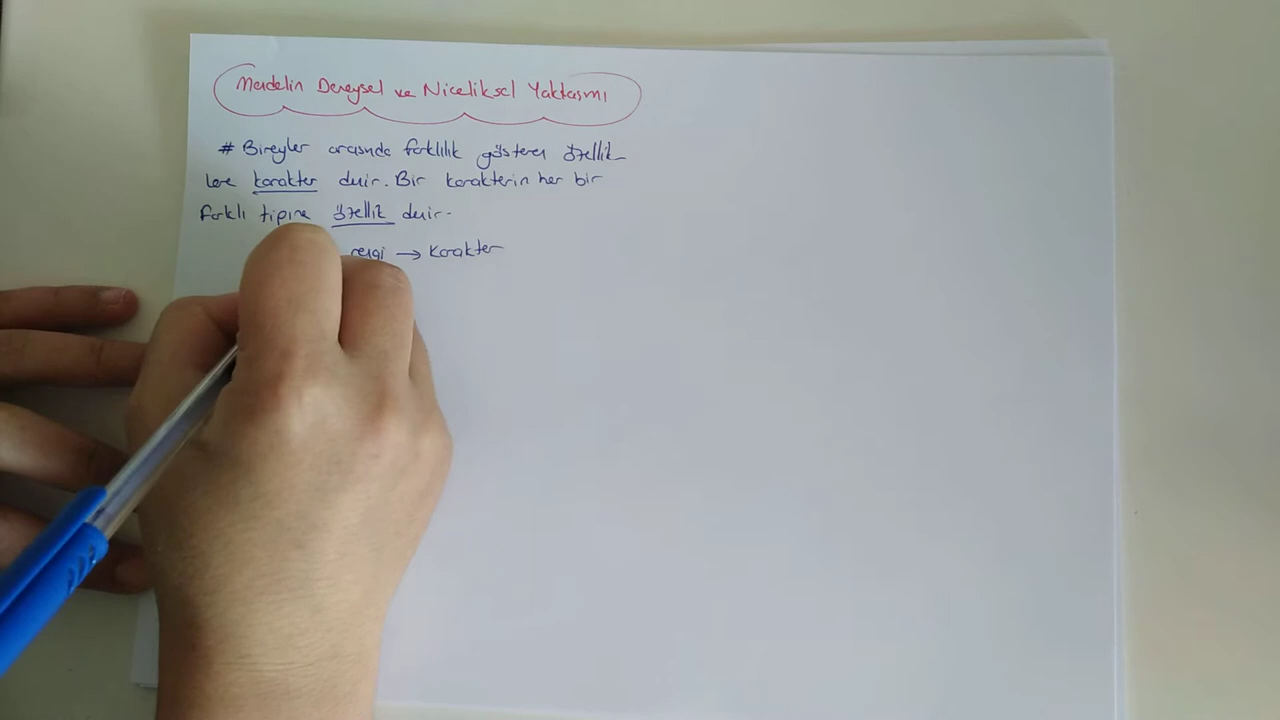 Mendelin Deneysel ve Niceliksel Yaklaşımı
# Bireyler arasında farklılık gösteren özellik
lere karakter denir. Bir karakterin her bir
farklı tipine özellik denir.
rengi → Karakter